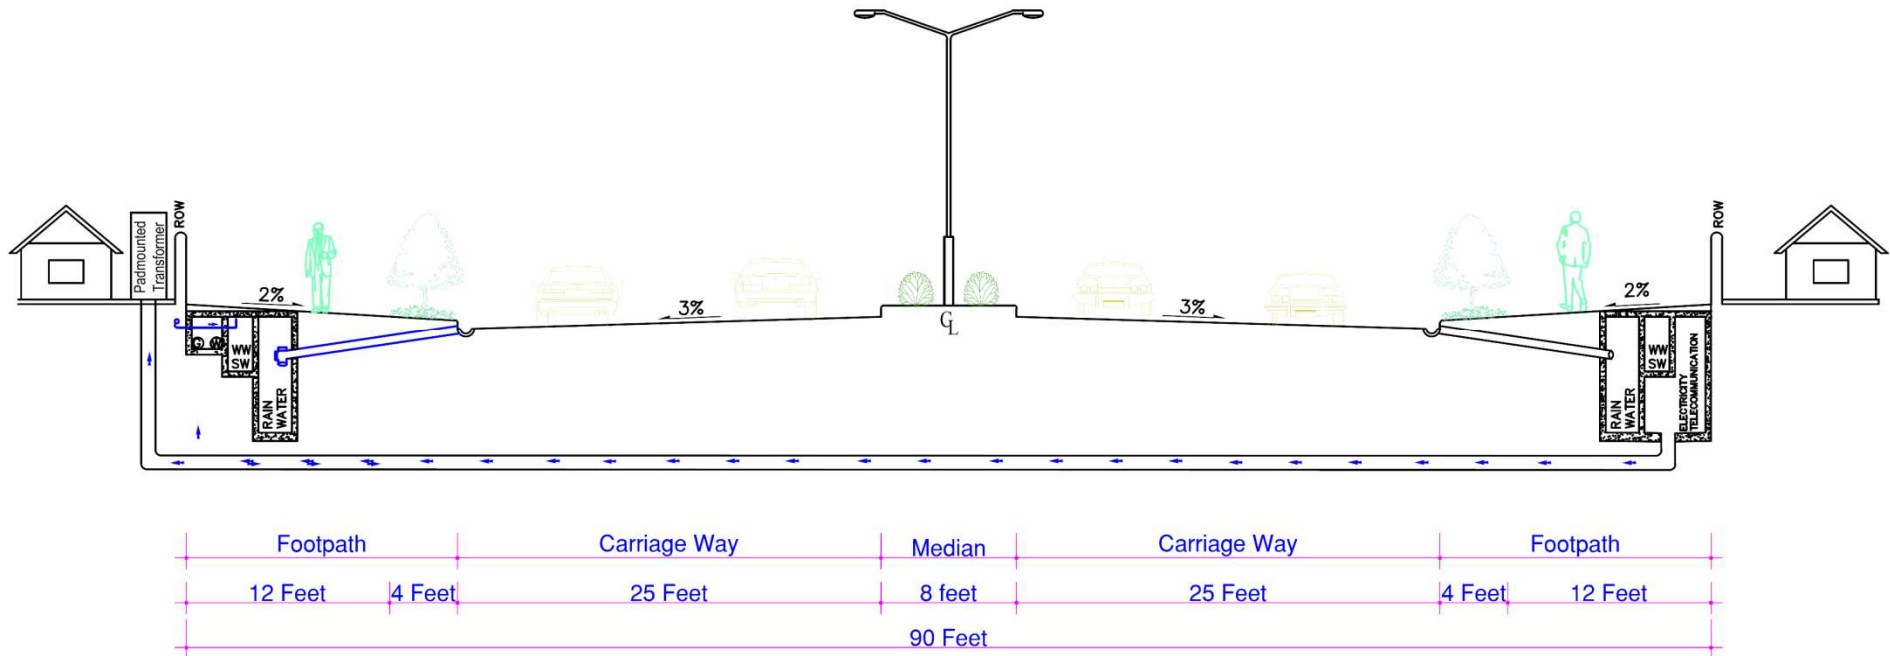 Padmounted
Transformer
ROW
ROW
2%
3%
3%
2%
CL
G
W
WW
SW
RAIN
WATER
RAIN
WATER
WW
SW
ELECTRICITY
TELECOMMUNICATION
Footpath
Carriage Way
Median
Carriage Way
Footpath
12 Feet
4 Feet
25 Feet
8 feet
25 Feet
4 Feet
12 Feet
90 Feet